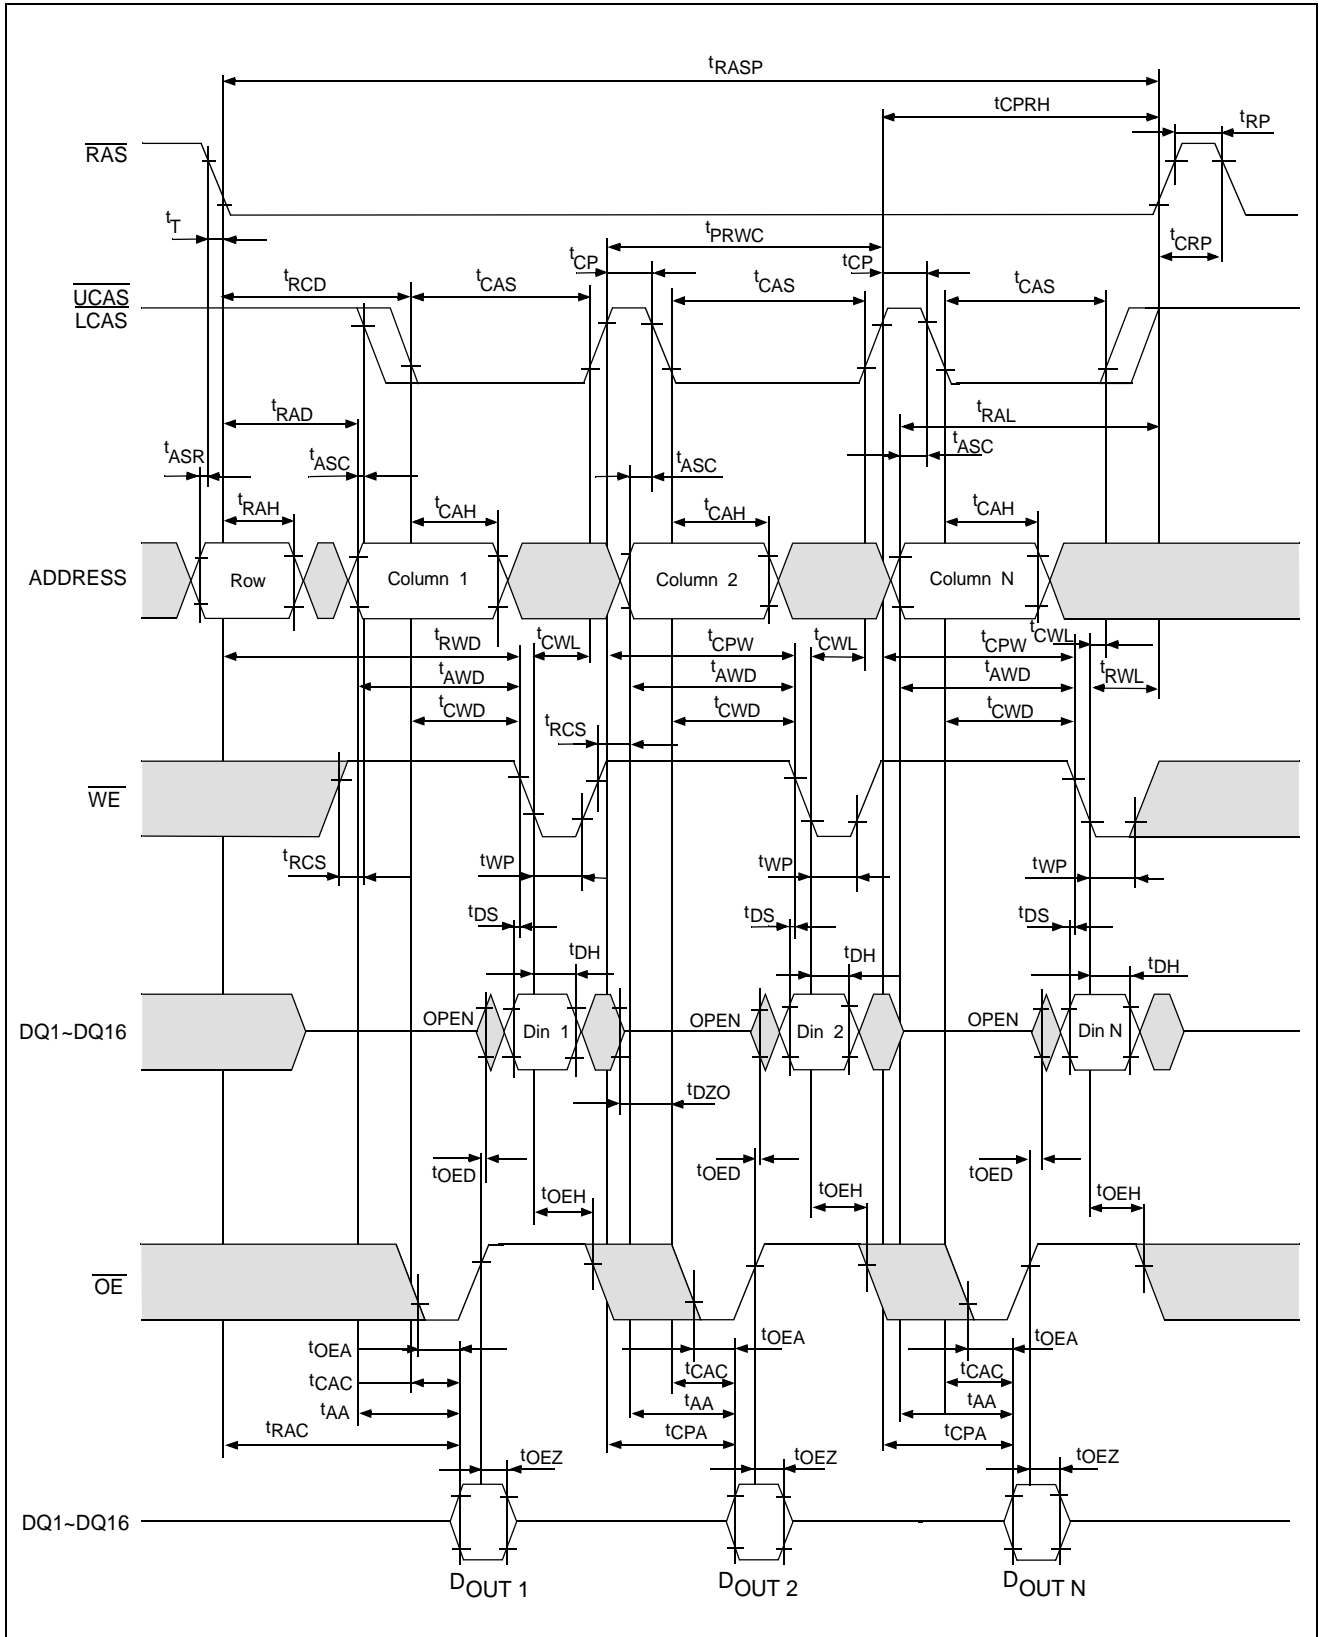 tRASP
tCPRH
tRP
RAS
tT
tPRWC
tCRP
tCP
tCP
tRCD
tCAS
tCAS
tCAS
UCAS
LCAS
tRAD
tRAL
tASR
tASC
tASC
tASC
tRAH
tCAH
tCAH
tCAH
ADDRESS
Row
Column 1
Column 2
Column N
tRWD
tCWL
tCPW
tCWL
tCPW
tCWL
tAWD
tAWD
tAWD
tRWL
tCWD
tRCS
tCWD
tCWD
WE
tRCS
tWP
tWP
tWP
tDS
tDS
tDS
tDH
tDH
tDH
DQ1~DQ16
OPEN
Din 1
OPEN
Din 2
OPEN
Din N
tDZO
tOED
tOED
tOED
tOEH
tOEH
tOEH
OE
tOEA
tOEA
tOEA
tCAC
tCAC
tCAC
tAA
tAA
tAA
tRAC
tCPA
tCPA
tOEZ
tOEZ
tOEZ
DQ1~DQ16
DOUT 1
DOUT 2
DOUT N